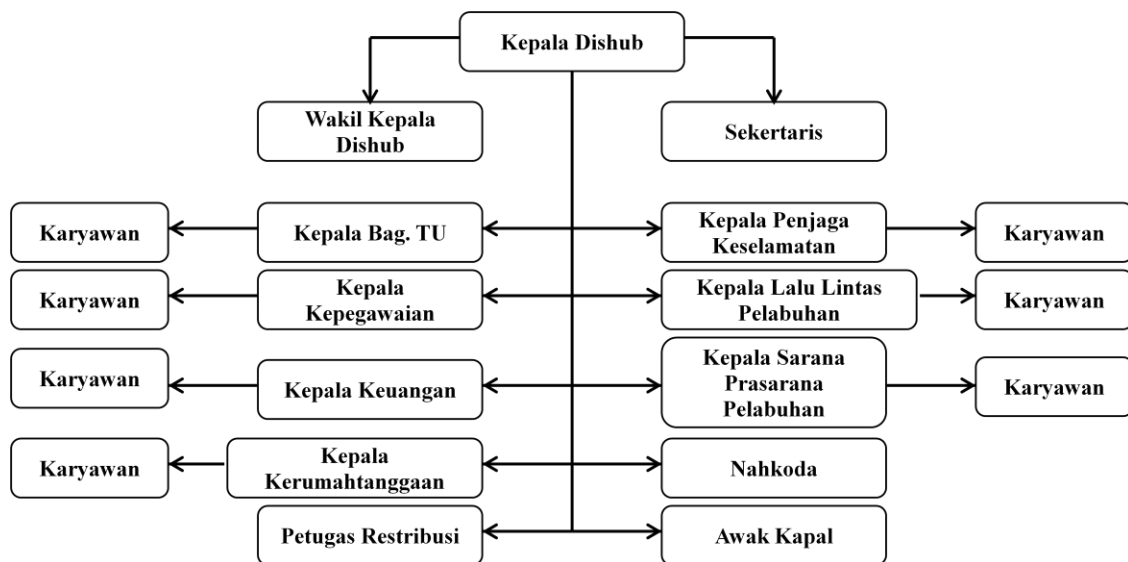 Kepala Dishub
Wakil Kepala
Dishub
Sekertaris
Karyawan
Kepala Bag. TU
Kepala Penjaga
Keselamatan
Karyawan
Karyawan
Kepala
Kepegawaian
Kepala Lalu Lintas
Pelabuhan
Karyawan
Karyawan
Kepala Keuangan
Kepala Sarana
Prasarana
Pelabuhan
Karyawan
Karyawan
Kepala
Kerumahtanggaan
Nahkoda
Petugas Restribusi
Awak Kapal